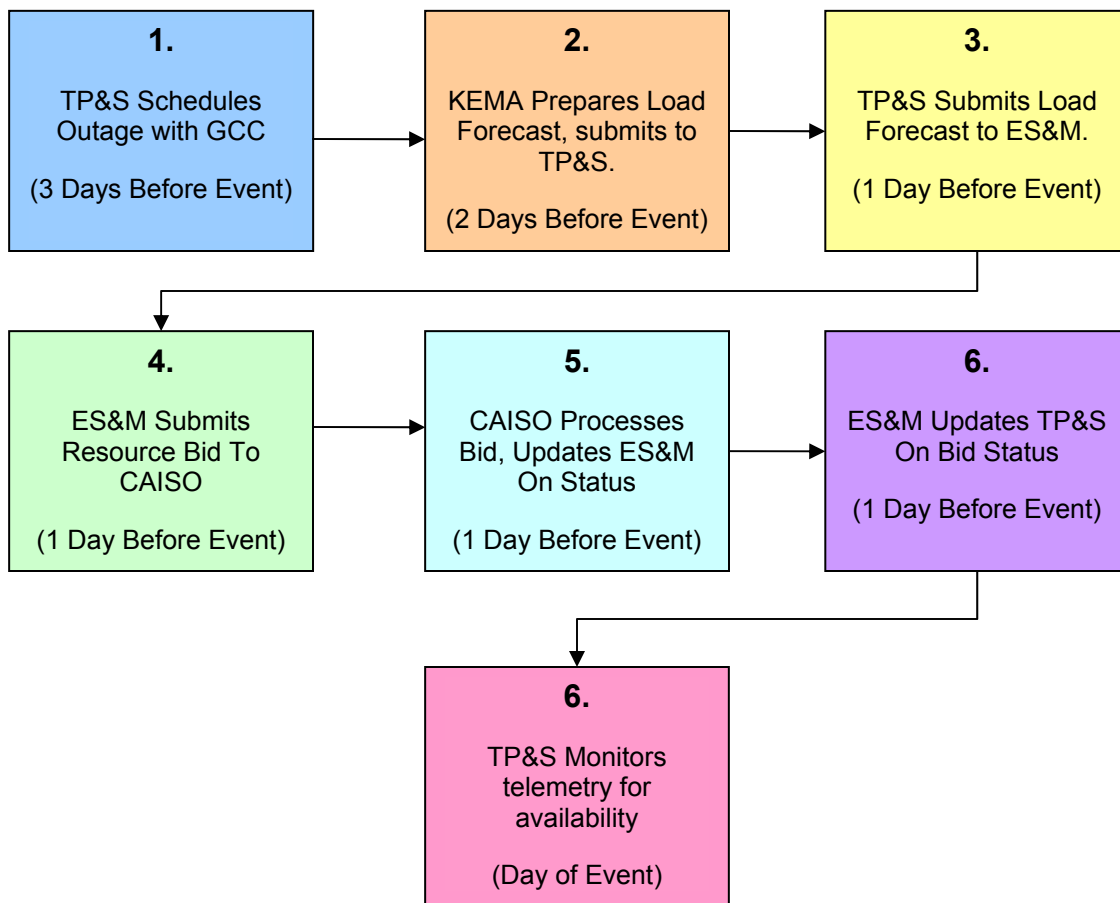 1.
TP&S Schedules
Outage with GCC
(3 Days Before Event)
2.
KEMA Prepares Load
Forecast, submits to
TP&S.
(2 Days Before Event)
3.
TP&S Submits Load
Forecast to ES&M.
(1 Day Before Event)
4.
ES&M Submits
Resource Bid To
CAISO
(1 Day Before Event)
5.
CAISO Processes
Bid, Updates ES&M
On Status
(1 Day Before Event)
6.
ES&M Updates TP&S
On Bid Status
(1 Day Before Event)
6.
TP&S Monitors
telemetry for
availability
(Day of Event)